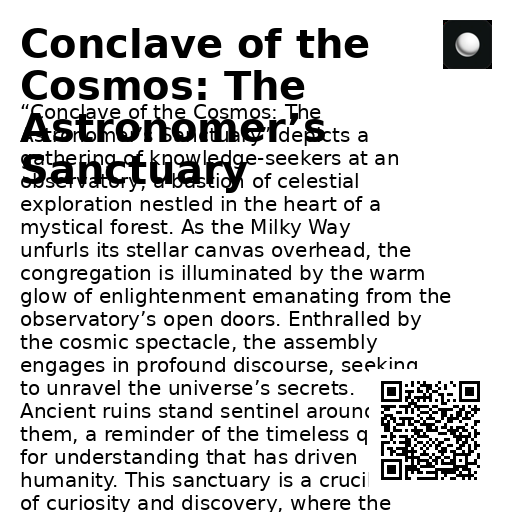 Conclave of the
Cosmos: The
Astronomer’s
Sanctuary
“Conclave of the Cosmos: The
Astronomer’s Sanctuary” depicts a
gathering of knowledge-seekers at an
observatory, a bastion of celestial
exploration nestled in the heart of a
mystical forest. As the Milky Way
unfurls its stellar canvas overhead, the
congregation is illuminated by the warm
glow of enlightenment emanating from the
observatory’s open doors. Enthralled by
the cosmic spectacle, the assembly
engages in profound discourse, seeking
to unravel the universe’s secrets.
Ancient ruins stand sentinel around
them, a reminder of the timeless
for understanding that has driven
humanity. This sanctuary is a
of curiosity and discovery, where the